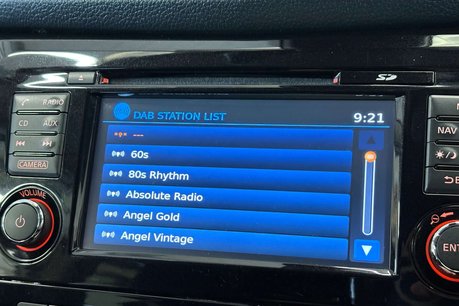 RADIO
CD AUX
CAMERA
VOLUME
DAB STATION LIST
9:21
60s
80s Rhythm
Absolute Radio
Angel Gold
Angel Vintage
SD
NAV
ENT